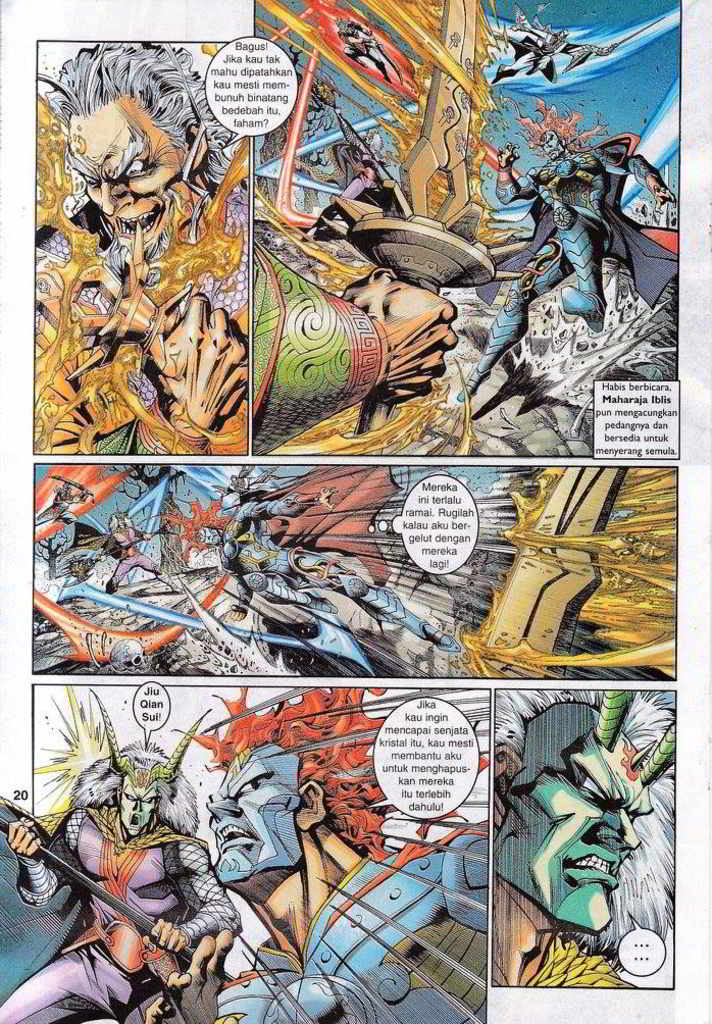 Bagus!
Jika kau tak
mahu dipatahkan
kau mesti mem-
bunuh binatang
bedebah itu,
faham?
Habis berbicara,
Maharaja Iblis
pun mengacungkan
pedangnya dan
bersedia untuk
menyerang semula.
Mereka
ini terlalu
ramai. Rugilah
kalau aku ber-
gelut dengan
mereka
lagi!
Jiu
Qian
Sui!
Jika
kau ingin
mencapai senjata
kristal itu, kau mesti
membantu aku
untuk menghapus-
kan mereka
terlebih
dahulu!
...
...
20